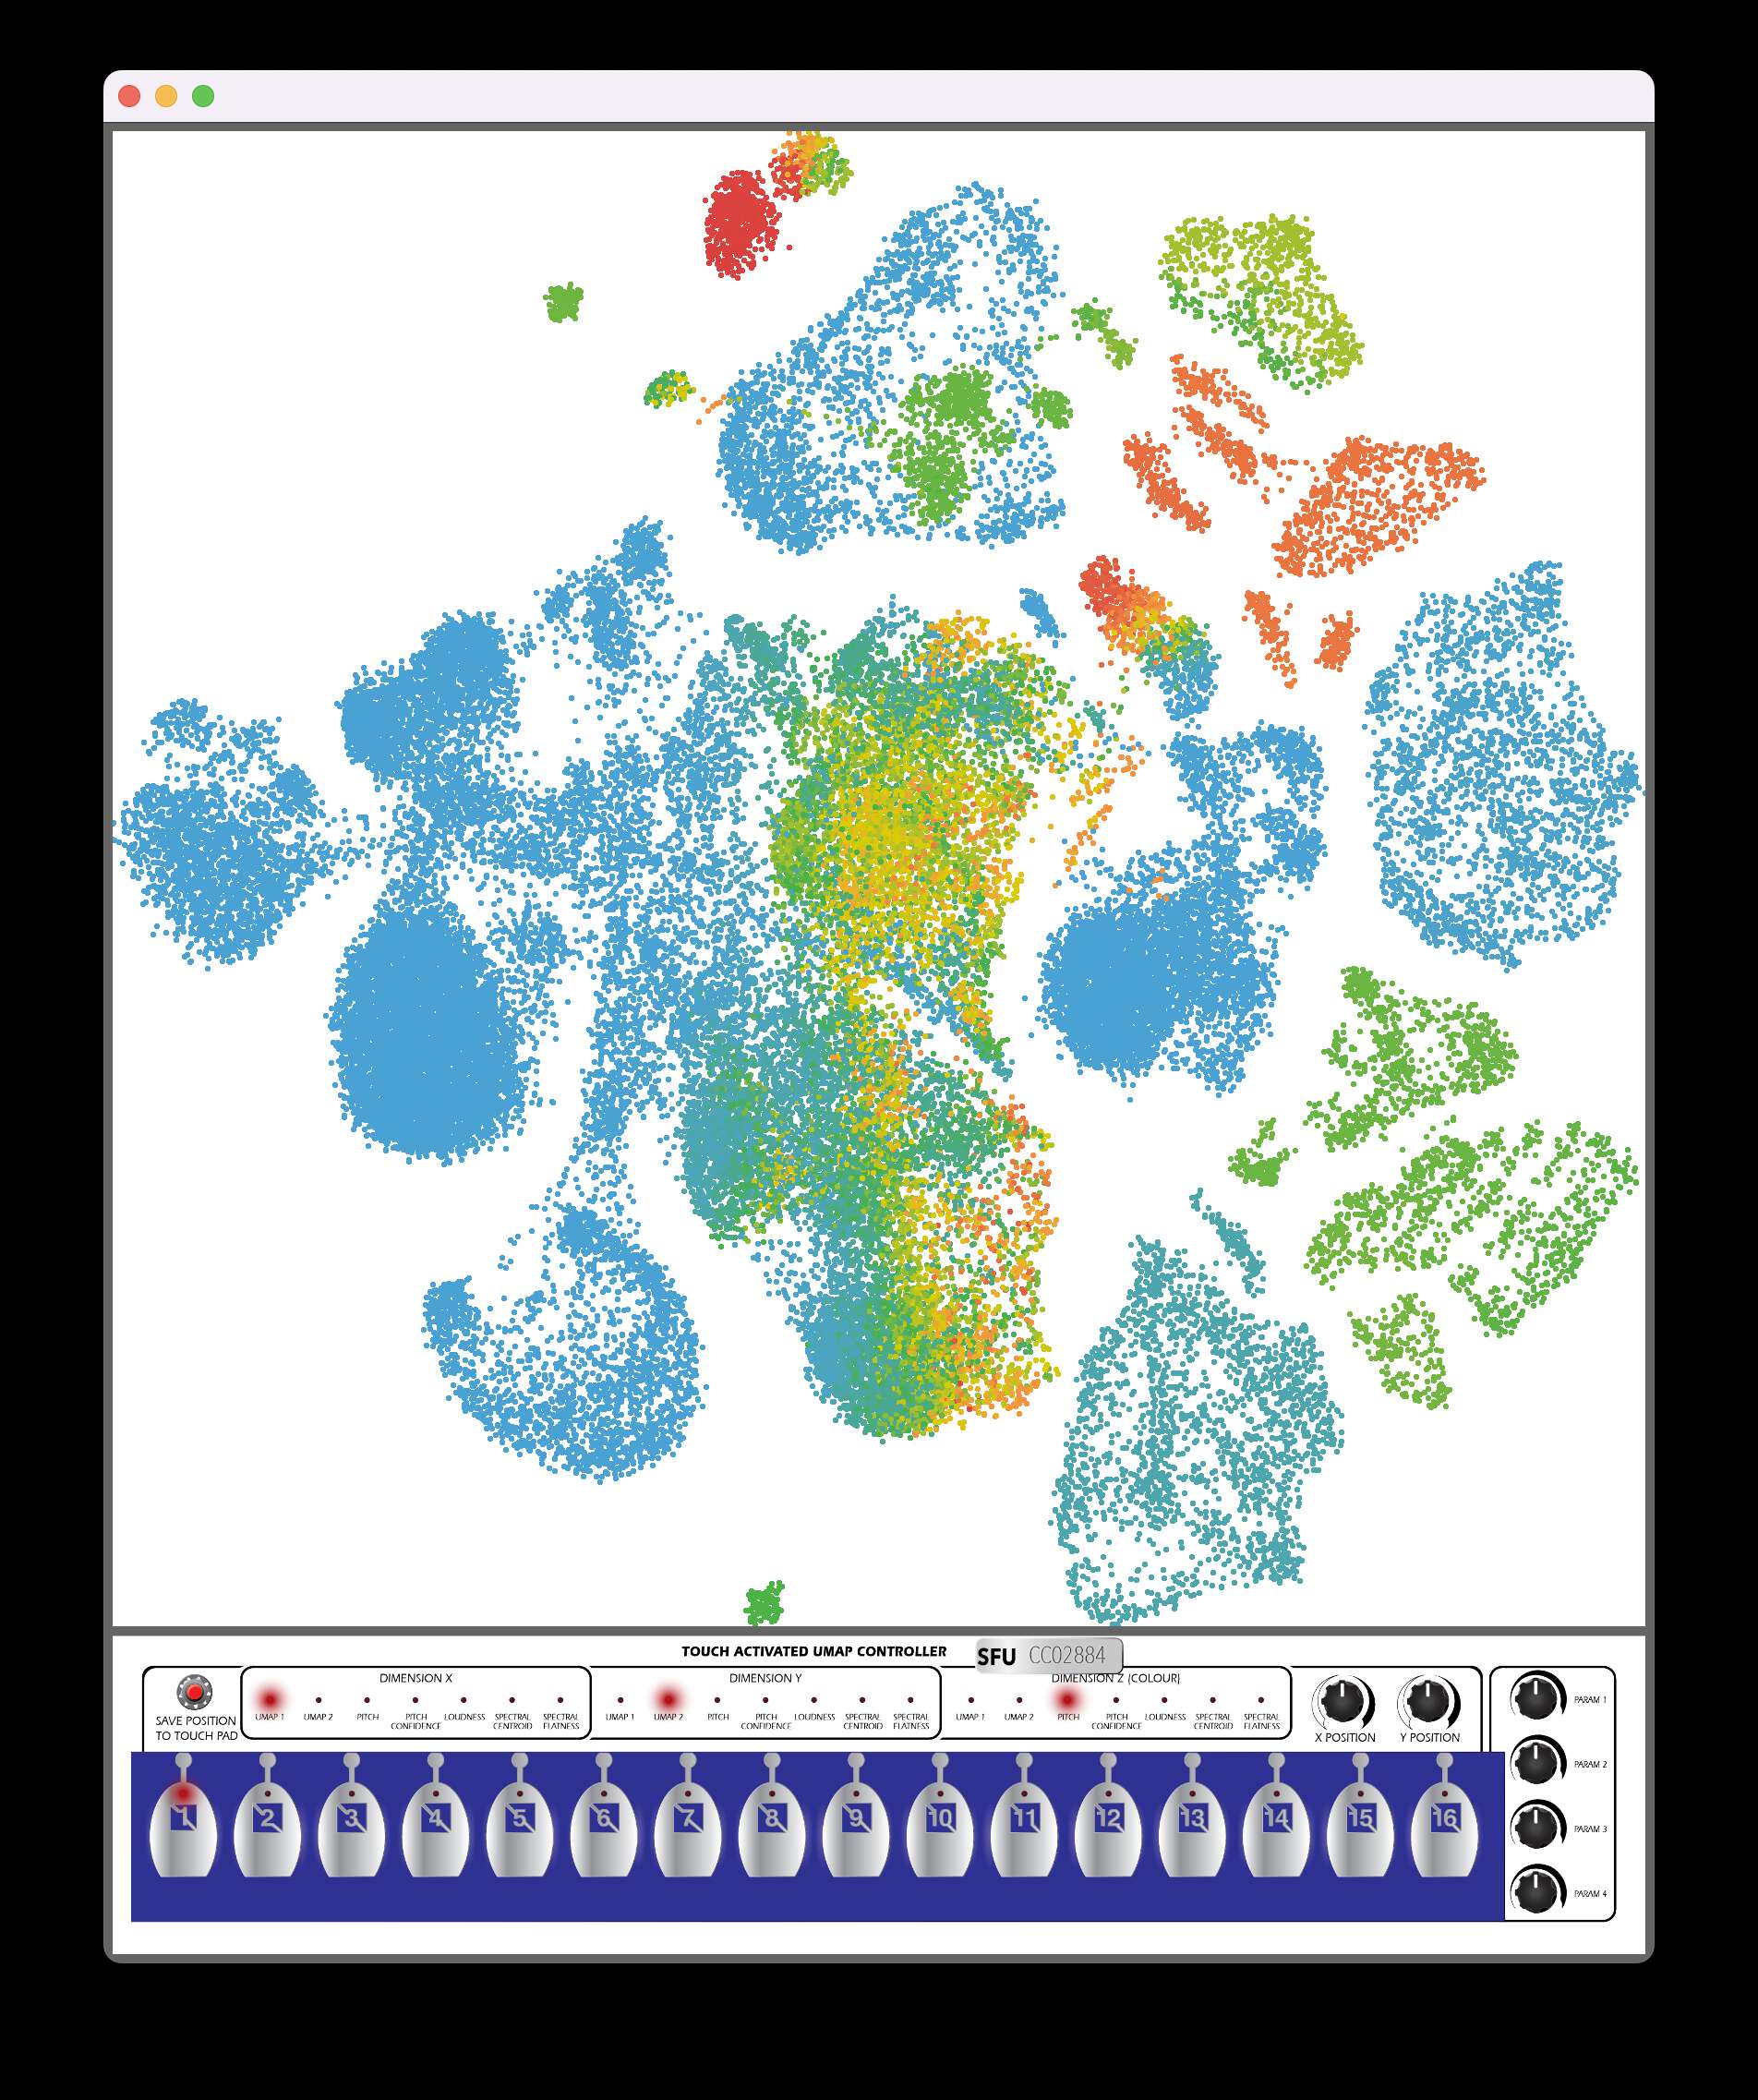 TOUCH ACTIVATED UMAP CONTROLLER
SFU CC02884
SAVE POSITION
TO TOUCH PAD
DIMENSION X
UMAP 1 UMAP 2 PITCH PITCH CONFIDENCE LOUDNESS SPECTRAL CENTROID SPECTRAL FLATNESS
DIMENSION Y
UMAP 1 UMAP 2 PITCH PITCH CONFIDENCE LOUDNESS SPECTRAL CENTROID SPECTRAL FLATNESS
DIMENSION Z (COLOUR)
UMAP 1 UMAP 2 PITCH PITCH CONFIDENCE LOUDNESS SPECTRAL CENTROID SPECTRAL FLATNESS
X POSITION Y POSITION
PARAM 1
PARAM 2
PARAM 3
PARAM 4
1 2 3 4 5 6 7 8 9 10 11 12 13 14 15 16